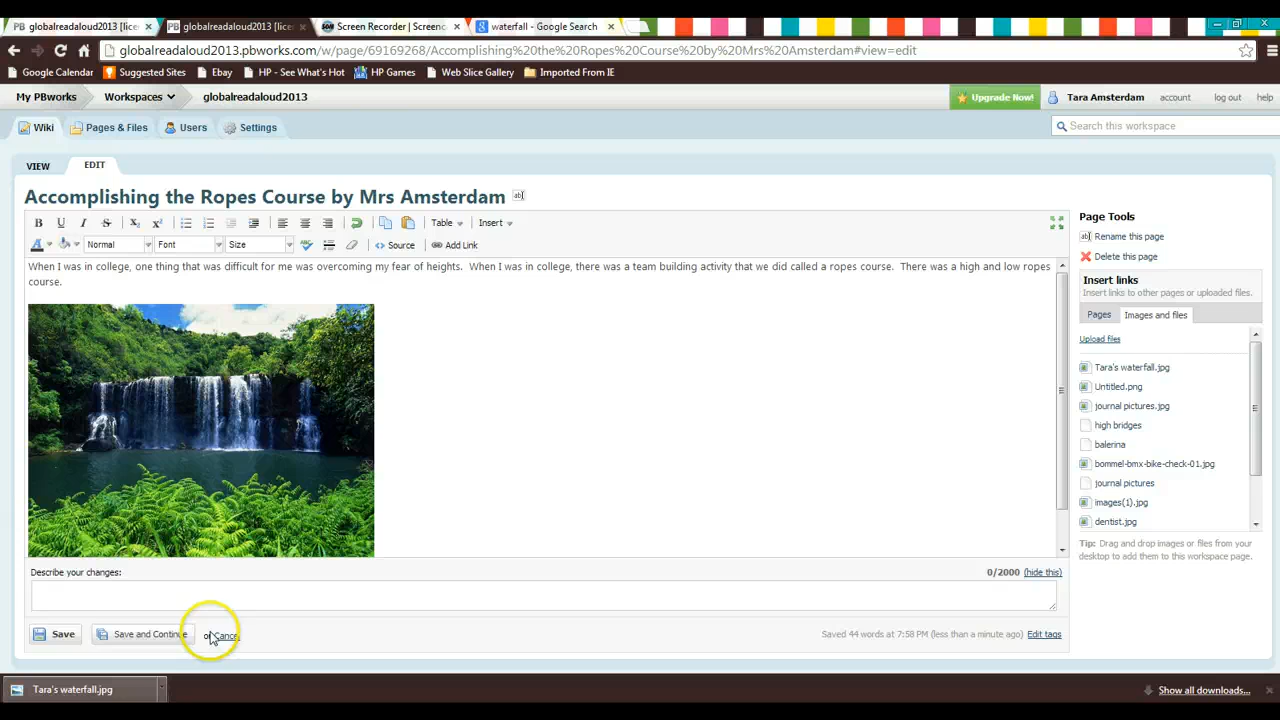 PB globalreadaloud2013 [lice
PB globalreadaloud2013 [lice
Screen Recorder | Screenc
waterfall - Google Search
globalreadaloud2013.pbworks.com/w/page/69169268/Accomplishing%20the%20Ropes%20Course%20by%20Mrs%20Amsterdam#view=edit
Google Calendar Suggested Sites Ebay HP - See What's Hot HP Games Web Slice Gallery Imported From IE
My PBworks Workspaces globalreadaloud2013 Upgrade Now! Tara Amsterdam account log out help
Wiki Pages & Files Users Settings Search this workspace
VIEW EDIT
Accomplishing the Ropes Course by Mrs Amsterdam
B U I S Table Insert
Normal Font Size Source Add Link
When I was in college, one thing that was difficult for me was overcoming my fear of heights. When I was in college, there was a team building activity that we did called a ropes course. There was a high and low ropes
course.
Page Tools
Rename this page
Delete this page
Insert links
Insert links to other pages or uploaded files.
Pages Images and files
Upload files
Tara's waterfall.jpg
Untitled.png
journal pictures.jpg
high bridges
balerina
bommel-bmx-bike-check-01.jpg
journal pictures
images(1).jpg
dentist.jpg
Tip: Drag and drop images or files from your
desktop to add them to this workspace page.
Describe your changes: 0/2000 (hide this)
Save Save and Continue or Cancel Saved 44 words at 7:58 PM (less than a minute ago) Edit tags
Tara's waterfall.jpg Show all downloads...